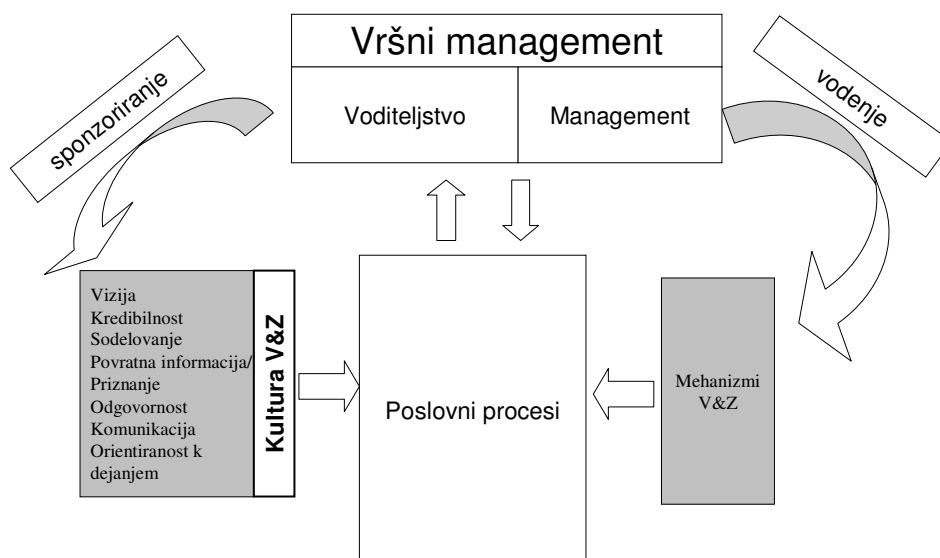 Vršni management
sponzoriranje
vodenje
Voditeljstvo
Management
Vizija
Kredibilnost
Sodelovanje
Povratna informacija/
Priznanje
Odgovornost
Komunikacija
Orientiranost k
dejanjem
Kultura V&Z
Poslovni procesi
Mehanizmi
V&Z